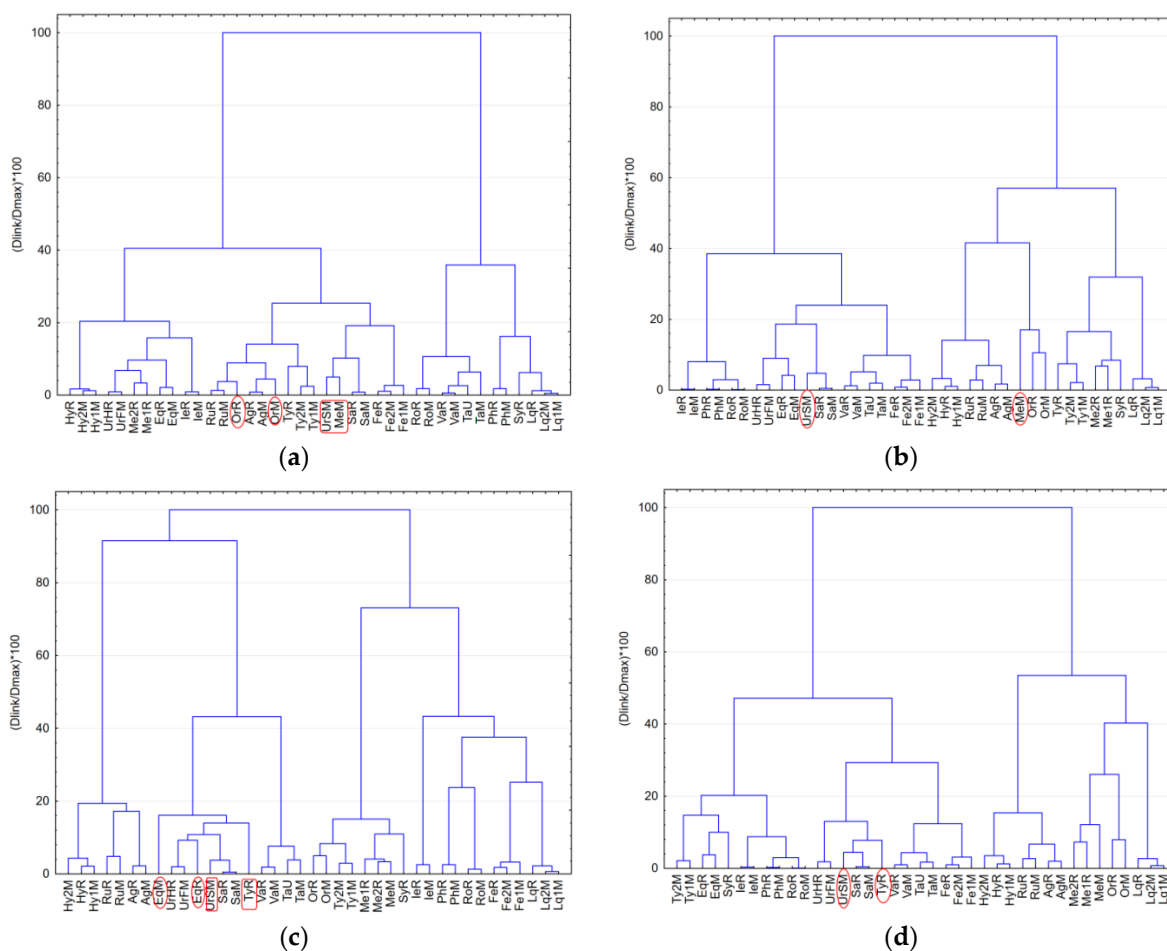 (Dlink/Dmax)*100
100
80
60
40
20
0
HyR Hy2M Hy1M UrHR UrFM Me2R Me1R EqR EqM IeR IeM RuR RuM OrR AgR AgM OrM TyR Ty2M Ty1M UrSM MeM SaR SaM FeR Fe2M Fe1M RoR RoM VaR VaM TaU TaM PhR PhM SyR LqR Lq2M Lq1M
(a)
(Dlink/Dmax)*100
100
80
60
40
20
0
IeR IeM PhR PhM RoR RoM UrHR UrFM EqR EqM UrSM SaR SaM VaR VaM TaU TaM FeR Fe2M Fe1M Hy2M HyR Hy1M RuR RuM AgR AgM MeM OrR OrM TyR Ty2M Ty1M Me2R Me1R SyR LqR Lq2M Lq1M
(b)
(Dlink/Dmax)*100
100
80
60
40
20
0
Hy2M HyR Hy1M RuR RuM AgR AgM EqM UrHR UrFM EqR UrSM SaR SaM TyR VaR VaM TaU TaM OrR OrM Ty2M Ty1M Me1R Me2R MeM SyR IeR IeM PhR PhM RoR RoM FeR Fe2M Fe1M LqR Lq2M Lq1M
(c)
(Dlink/Dmax)*100
100
80
60
40
20
0
Ty2M Ty1M EqR EqM SyR IeR IeM PhR PhM RoR RoM UrHR UrFM UrSM SaR SaM TyR VaR VaM TaU TaM FeR Fe2M Fe1M Hy2M HyR Hy1M RuR RuM AgR AgM Me2R Me1R MeM OrR OrM LqR Lq2M Lq1M
(d)